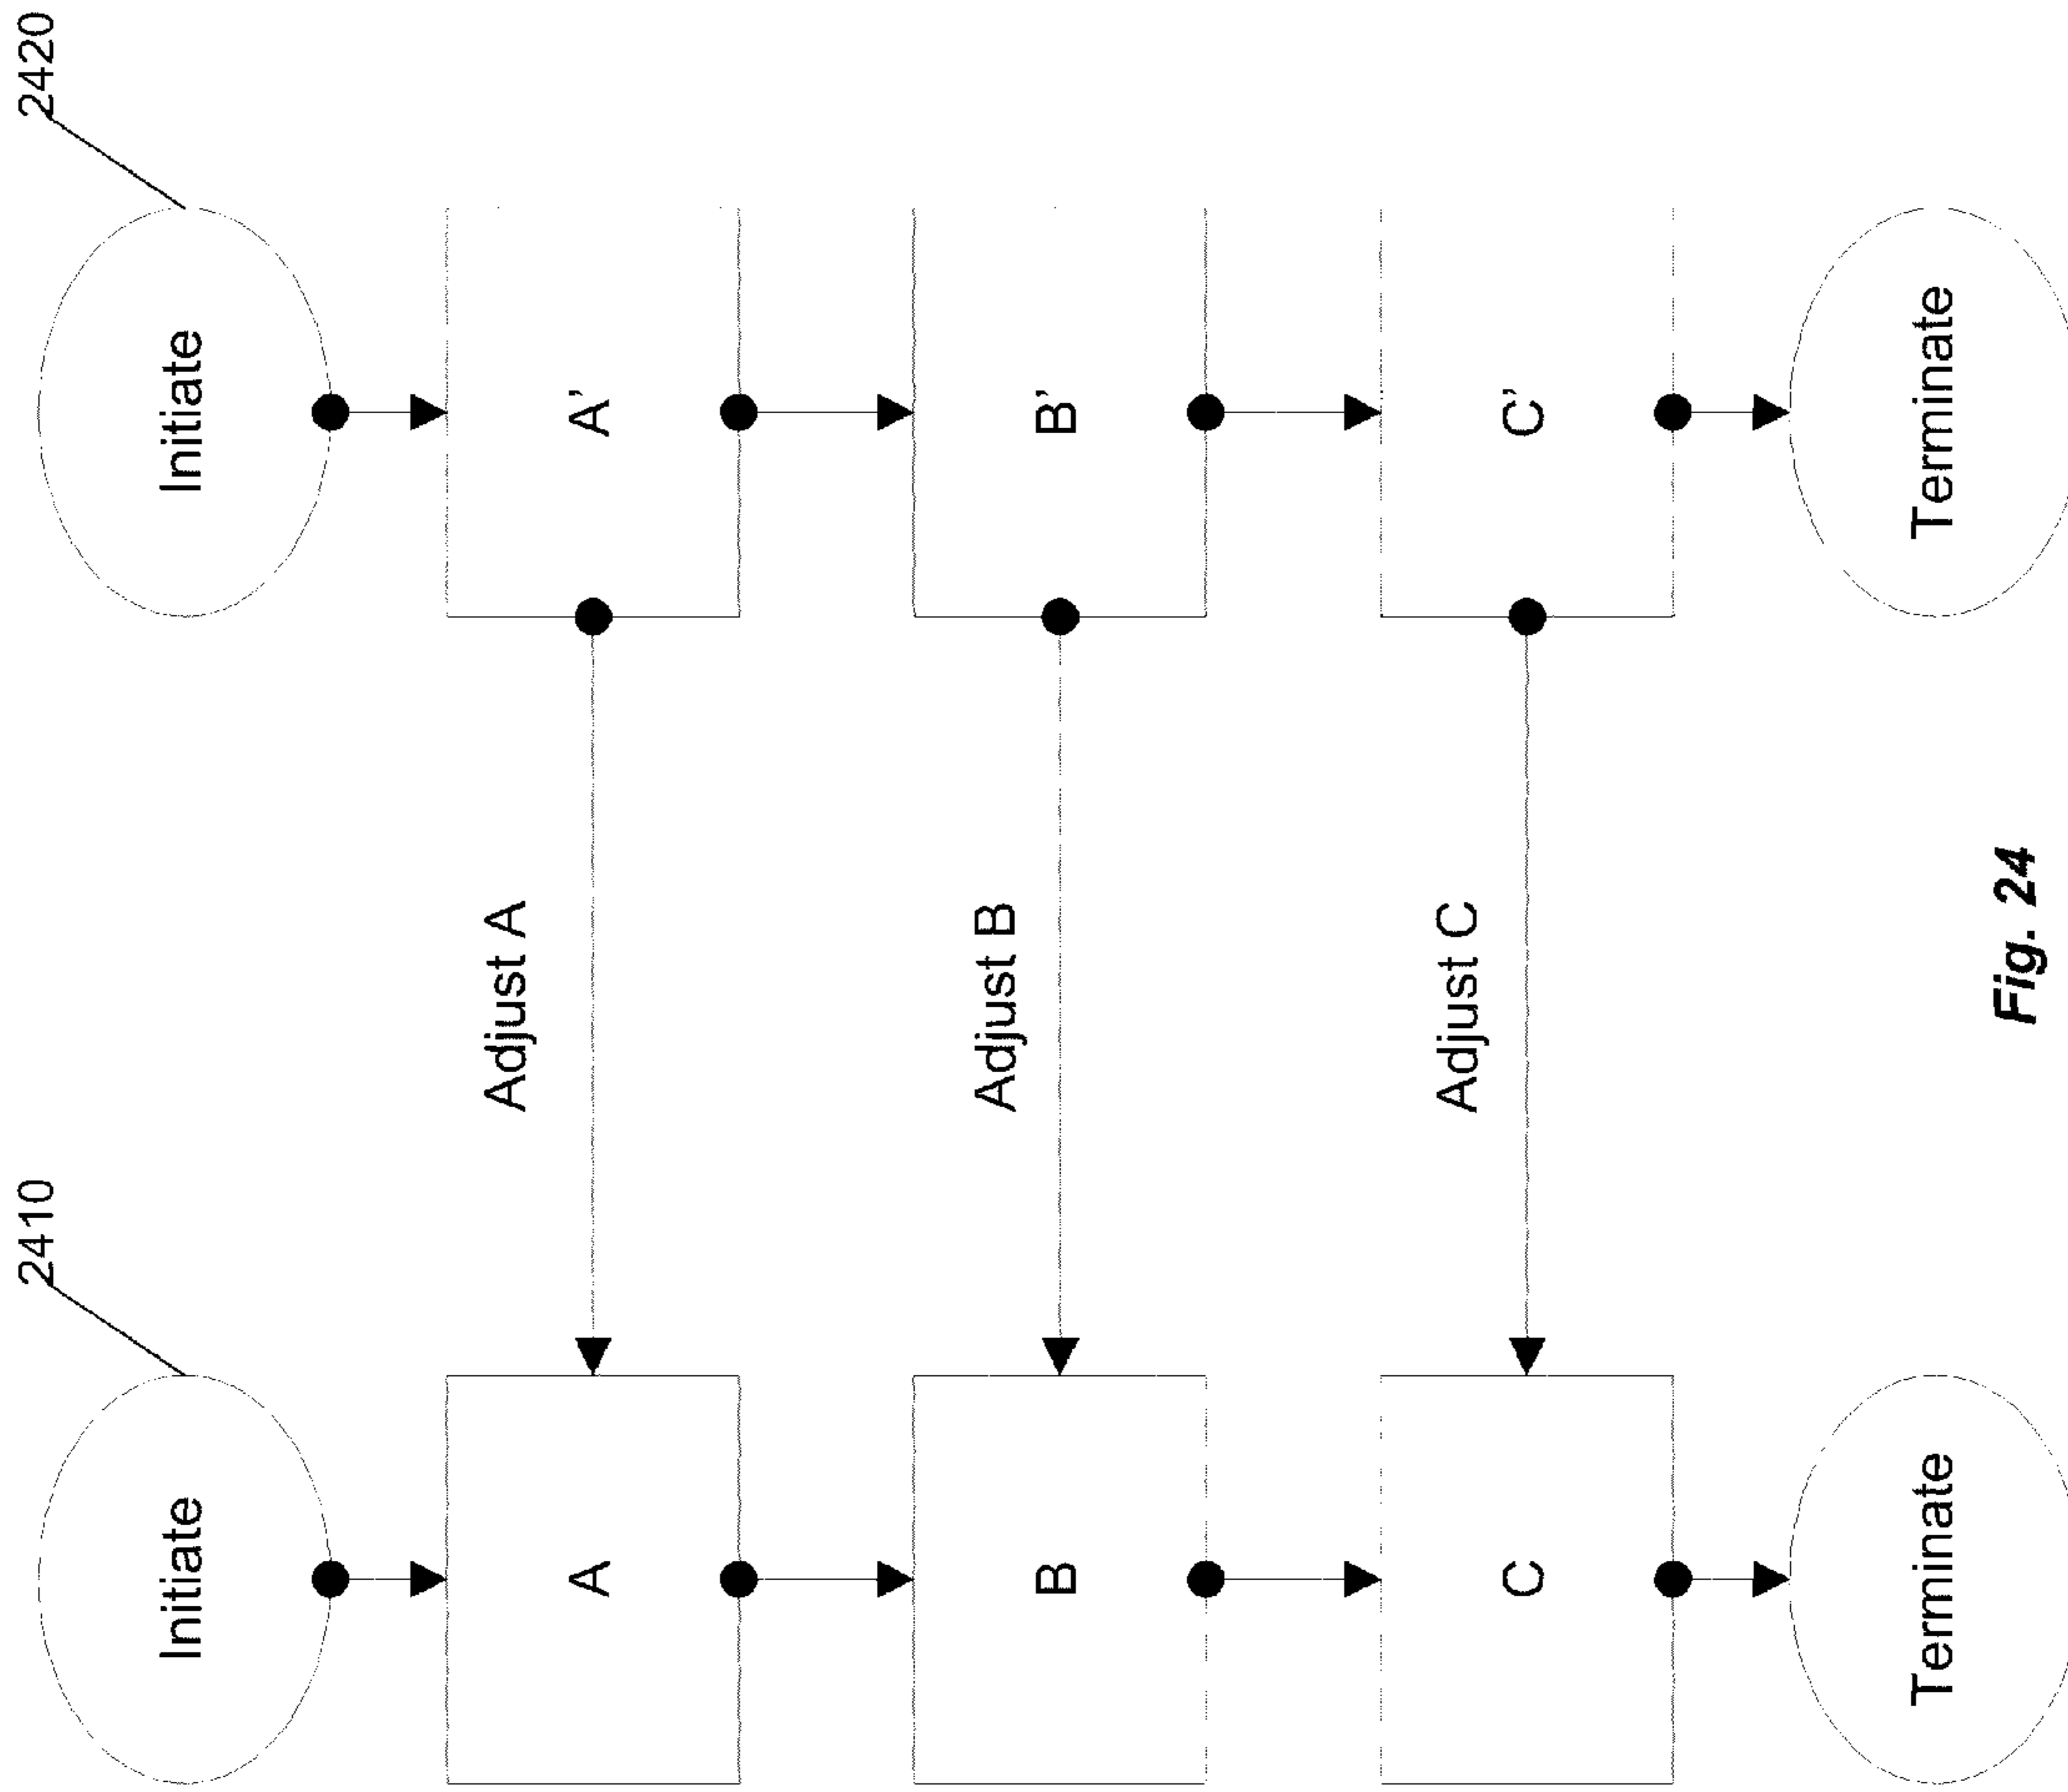 2410
2420
Initiate
Initiate
Adjust A
A
A’
Adjust B
B
B’
Adjust C
C
C’
Terminate
Terminate
Fig. 24